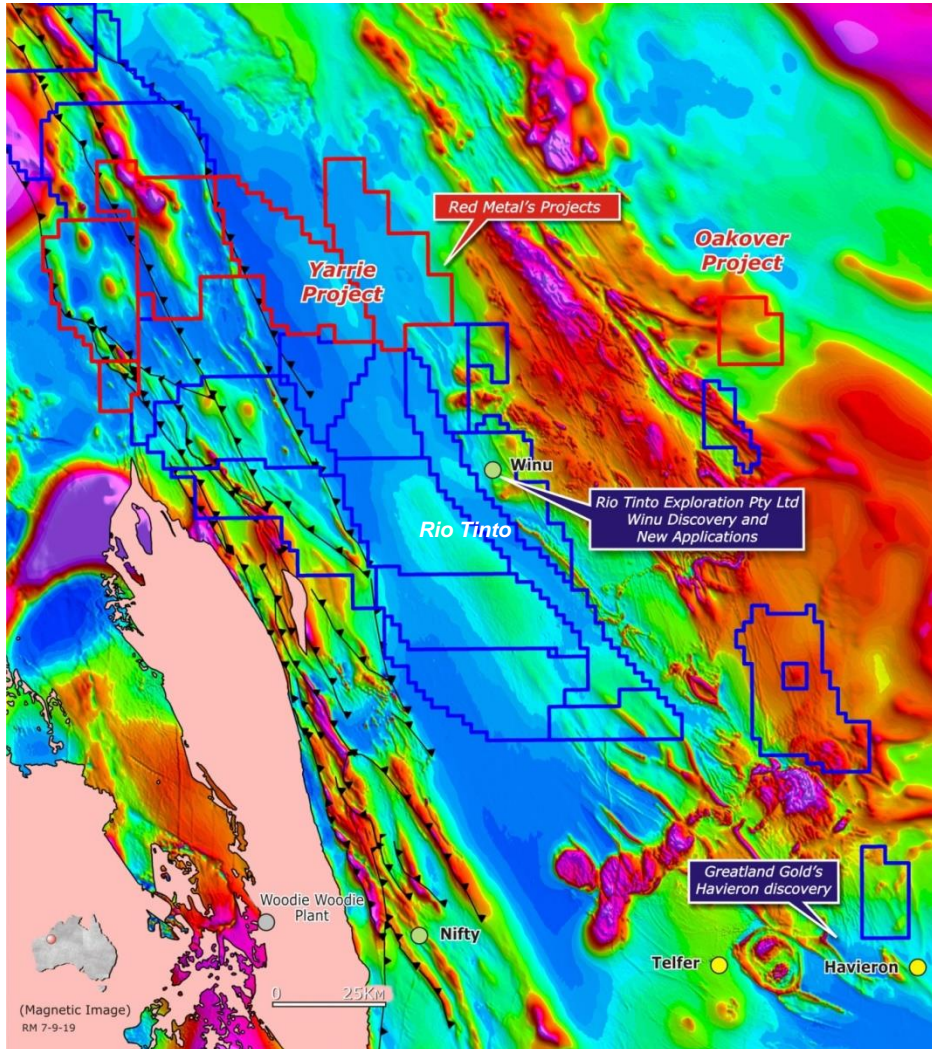 Red Metal's Projects
Oakover
Project
Yarrie
Project
Winu
Rio Tinto Exploration Pty Ltd
Winu Discovery and
New Applications
Rio Tinto
Greatland Gold's
Havieron discovery
Woodie Woodie
Plant
Nifty
Telfer
Havieron
0 25KM
(Magnetic Image)
RM 7-9-19